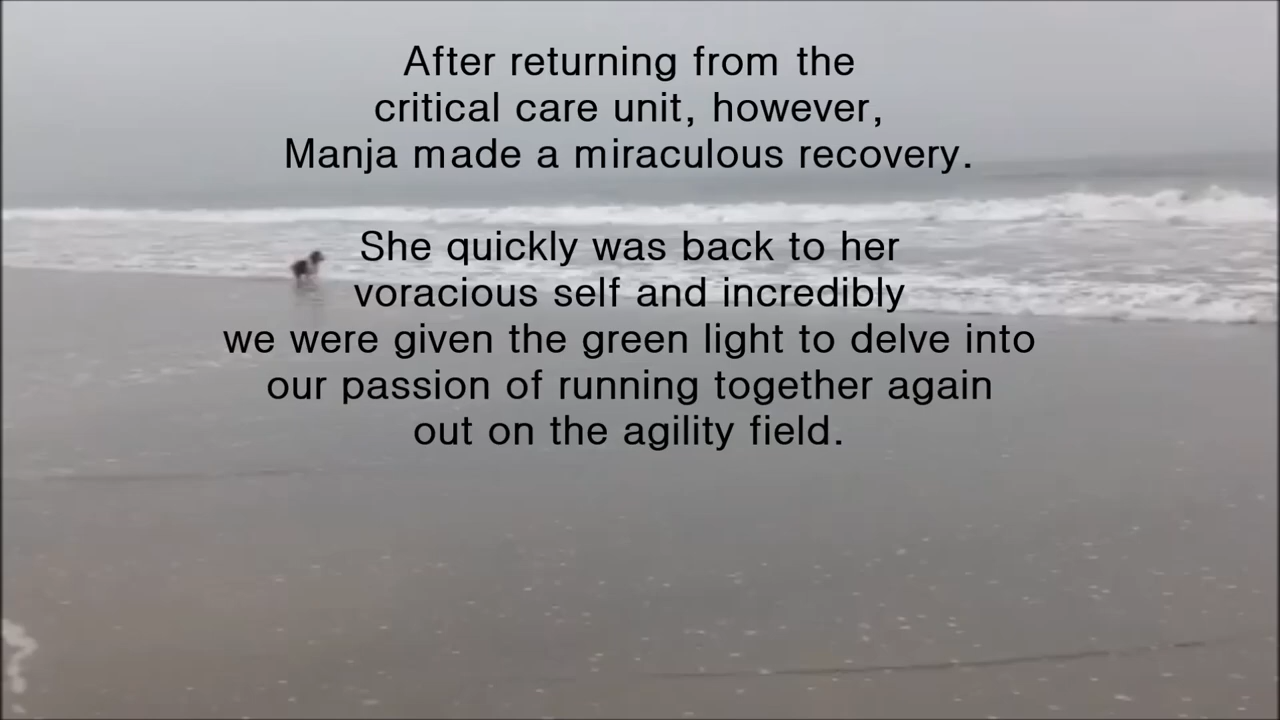 After returning from the
critical care unit, however,
Manja made a miraculous recovery.
She quickly was back to her
voracious self and incredibly
we were given the green light to delve into
our passion of running together again
out on the agility field.